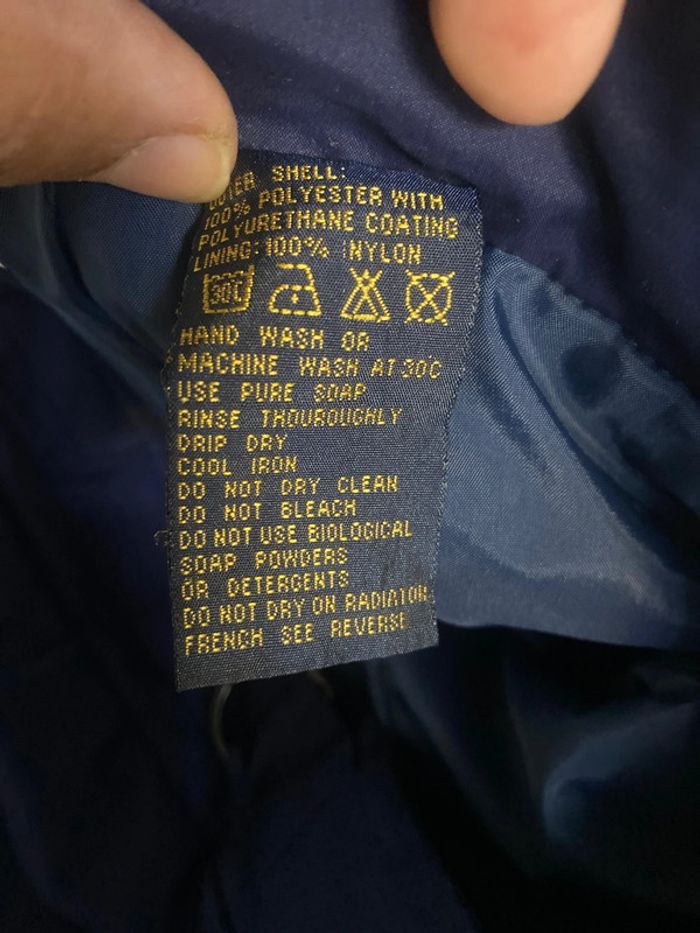 OUTER SHELL:
100% POLYESTER WITH
POLYURETHANE COATING
LINING: 100% NYLON
30C
HAND WASH OR
MACHINE WASH AT 30°C
USE PURE SOAP
RINSE THOUROUGHLY
DRIP DRY
COOL IRON
DO NOT DRY CLEAN
DO NOT BLEACH
DO NOT USE BIOLOGICAL
SOAP POWDERS
OR DETERGENTS
DO NOT DRY ON RADIATOR
FRENCH SEE REVERSE